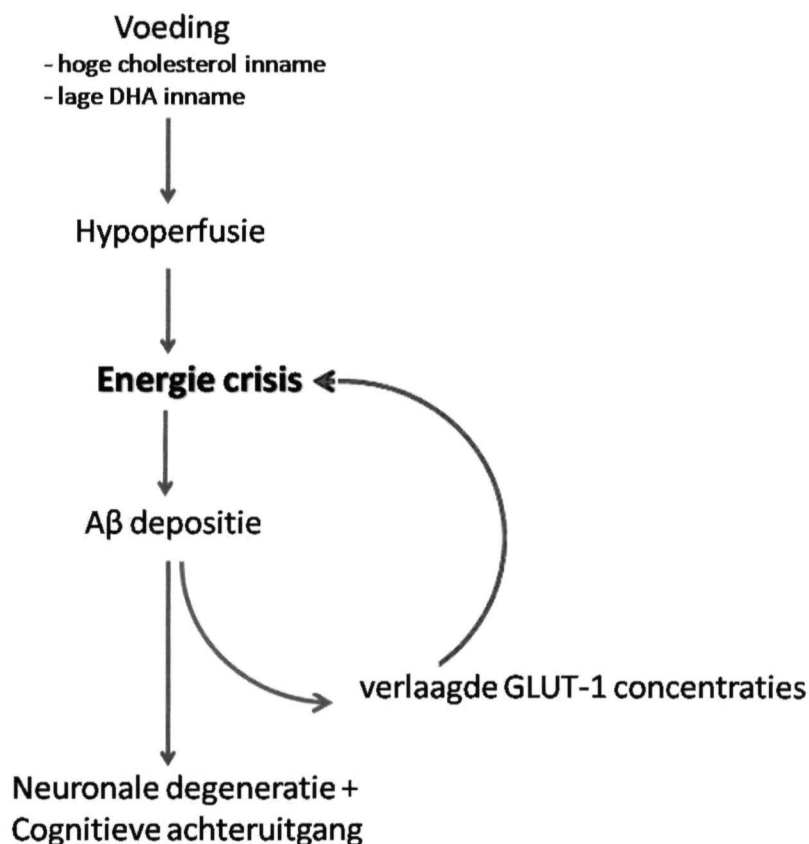 Voeding
- hoge cholesterol inname
- lage DHA inname
Hypoperfusie
Energie crisis
Aβ depositie
verlaagde GLUT-1 concentraties
Neuronale degeneratie +
Cognitieve achteruitgang